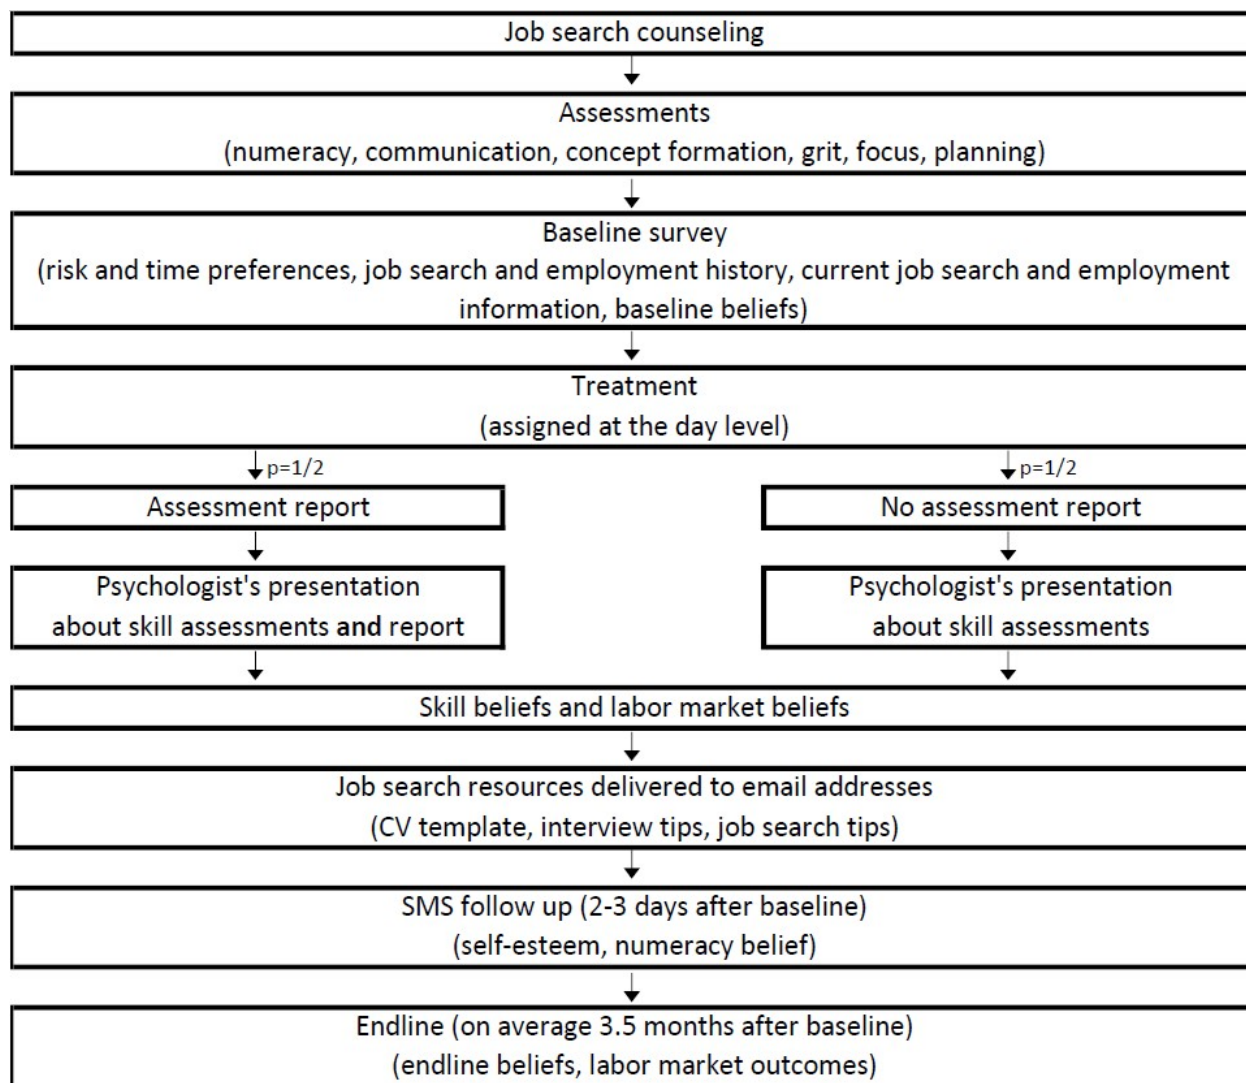 Job search counseling
Assessments
(numeracy, communication, concept formation, grit, focus, planning)
Baseline survey
(risk and time preferences, job search and employment history, current job search and employment
information, baseline beliefs)
Treatment
(assigned at the day level)
p=1/2
p=1/2
Assessment report
No assessment report
Psychologist's presentation
about skill assessments and report
Psychologist's presentation
about skill assessments
Skill beliefs and labor market beliefs
Job search resources delivered to email addresses
(CV template, interview tips, job search tips)
SMS follow up (2-3 days after baseline)
(self-esteem, numeracy belief)
Endline (on average 3.5 months after baseline)
(endline beliefs, labor market outcomes)